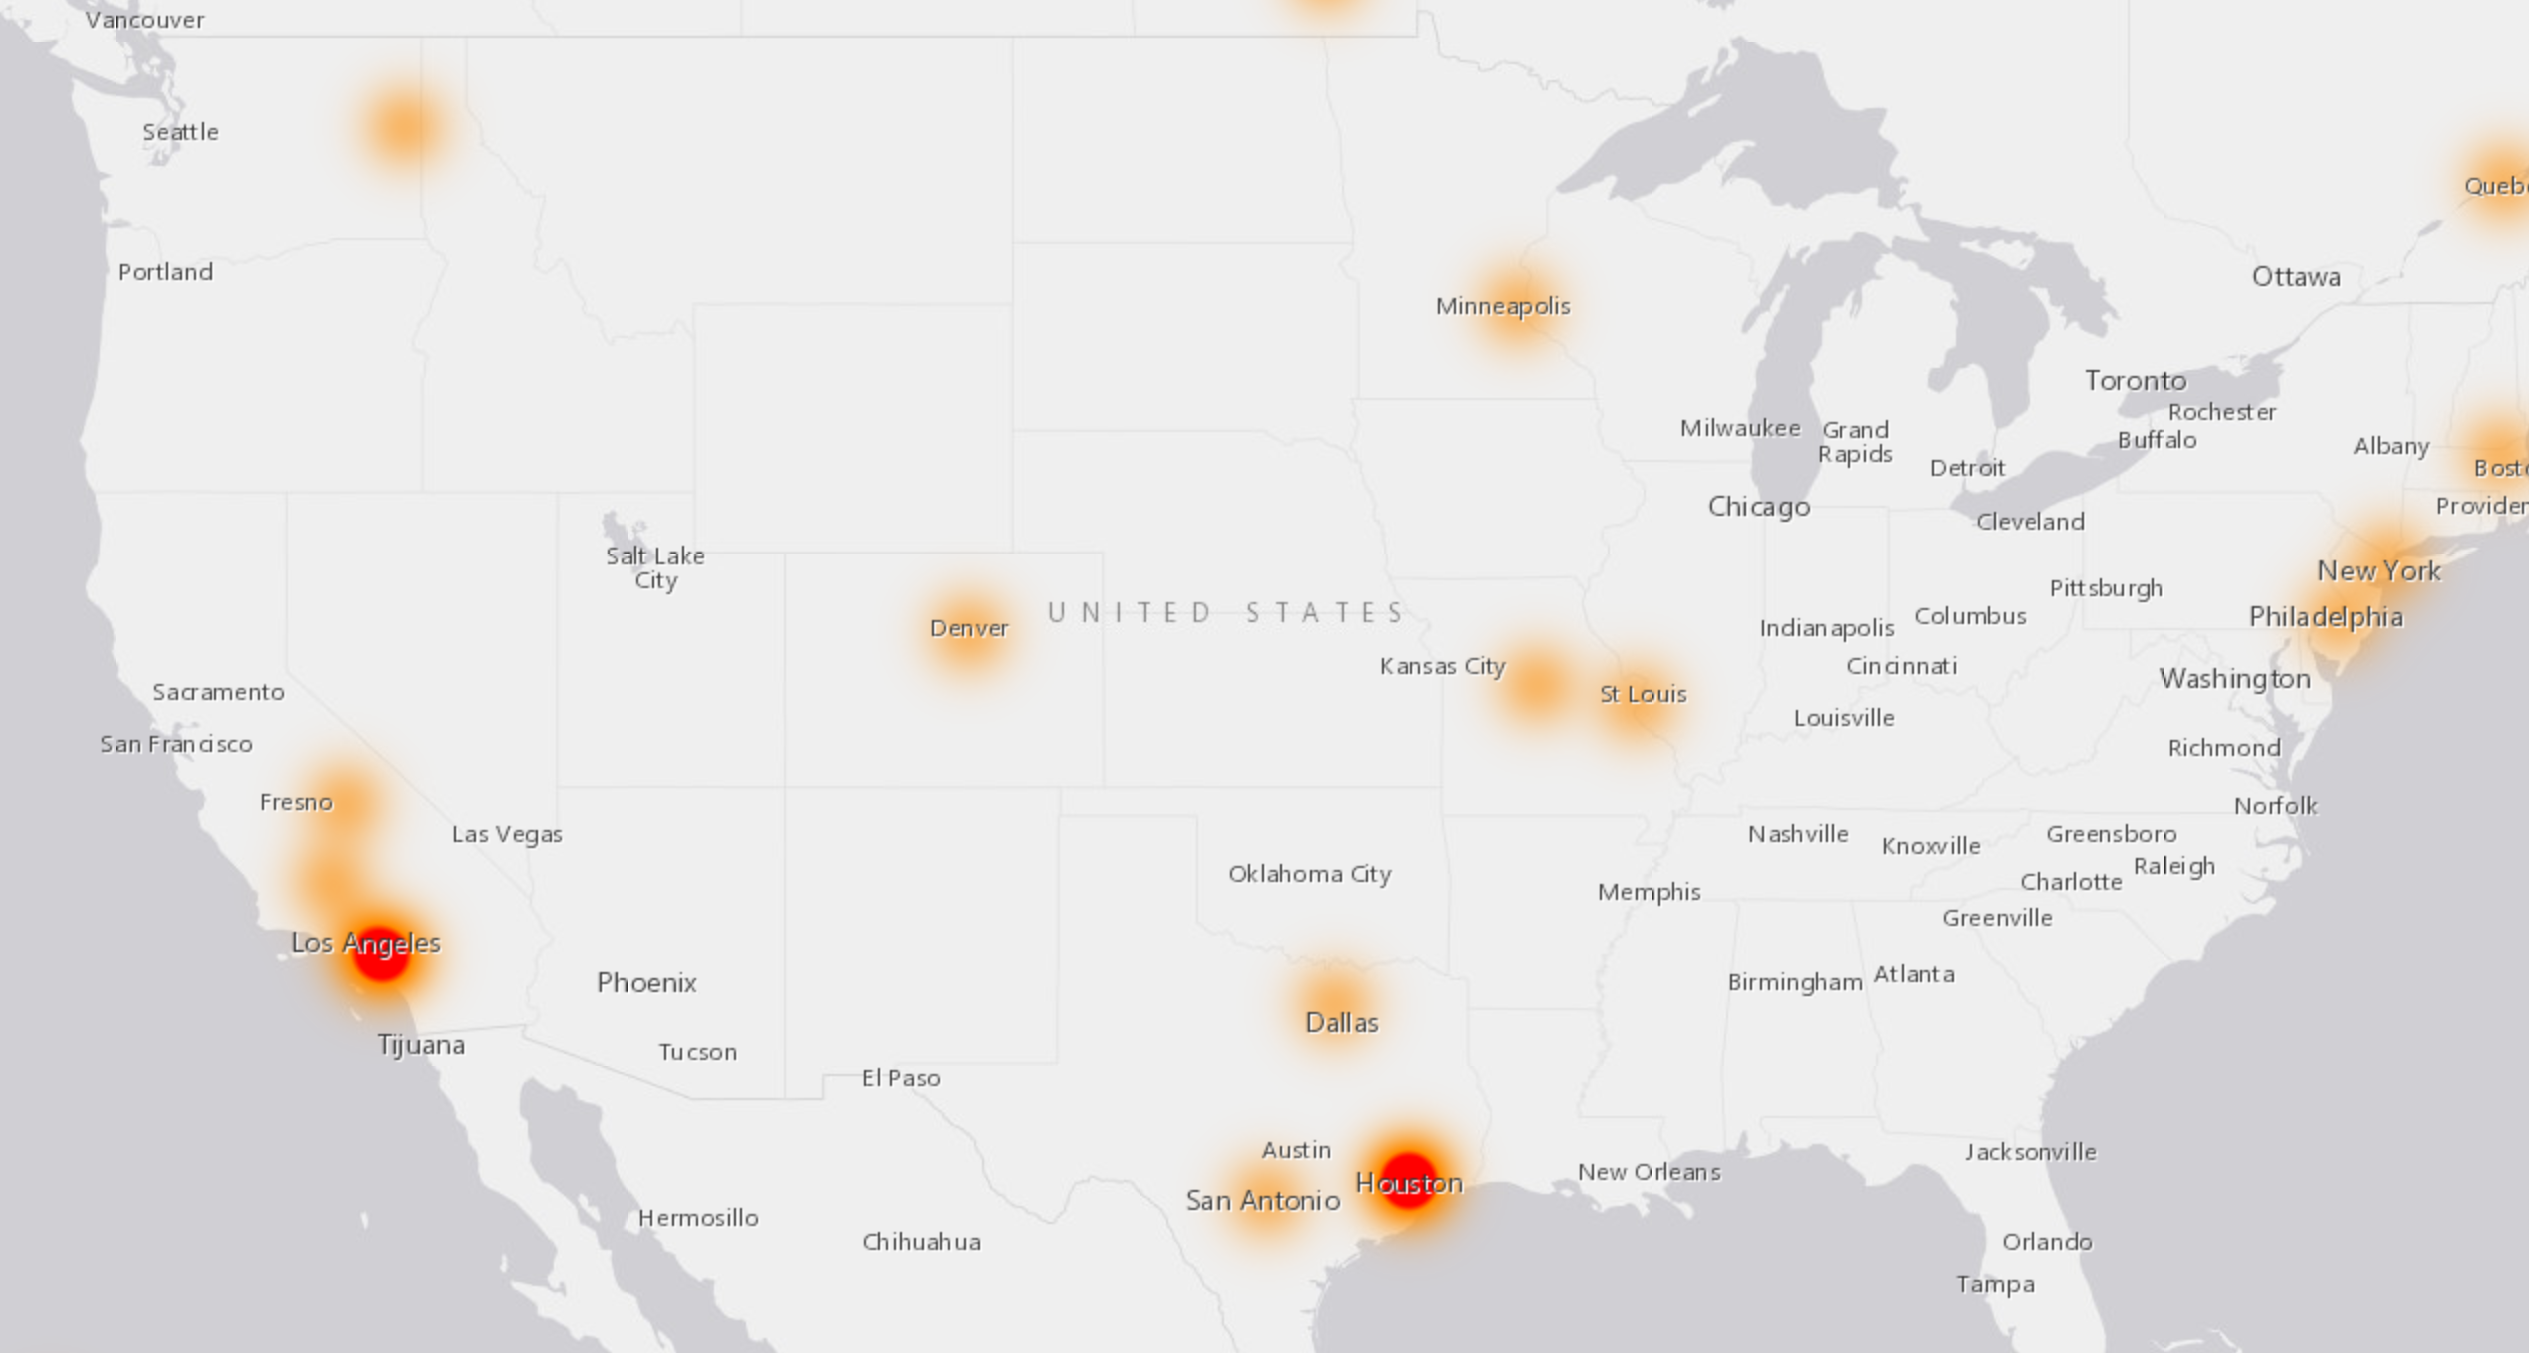 Vancouver
Seattle
Portland
Minneapolis
Queb
Ottawa
Toronto
Rochester
Buffalo
Albany
Bost
Milwaukee
Grand
Rapids
Detroit
Chicago
Cleveland
Provider
Salt Lake
City
Denver
UNITED STATES
New York
Pittsburgh
Philadelphia
Columbus
Indianapolis
Kansas City
St Louis
Cincinnati
Washington
Sacramento
San Francisco
Louisville
Richmond
Fresno
Las Vegas
Norfolk
Nashville
Knoxville
Greensboro
Raleigh
Oklahoma City
Memphis
Charlotte
Greenville
Los Angeles
Phoenix
Birmingham
Atlanta
Dallas
Tijuana
Tucson
El Paso
Austin
Jacksonville
New Orleans
Houston
San Antonio
Hermosillo
Chihuahua
Orlando
Tampa